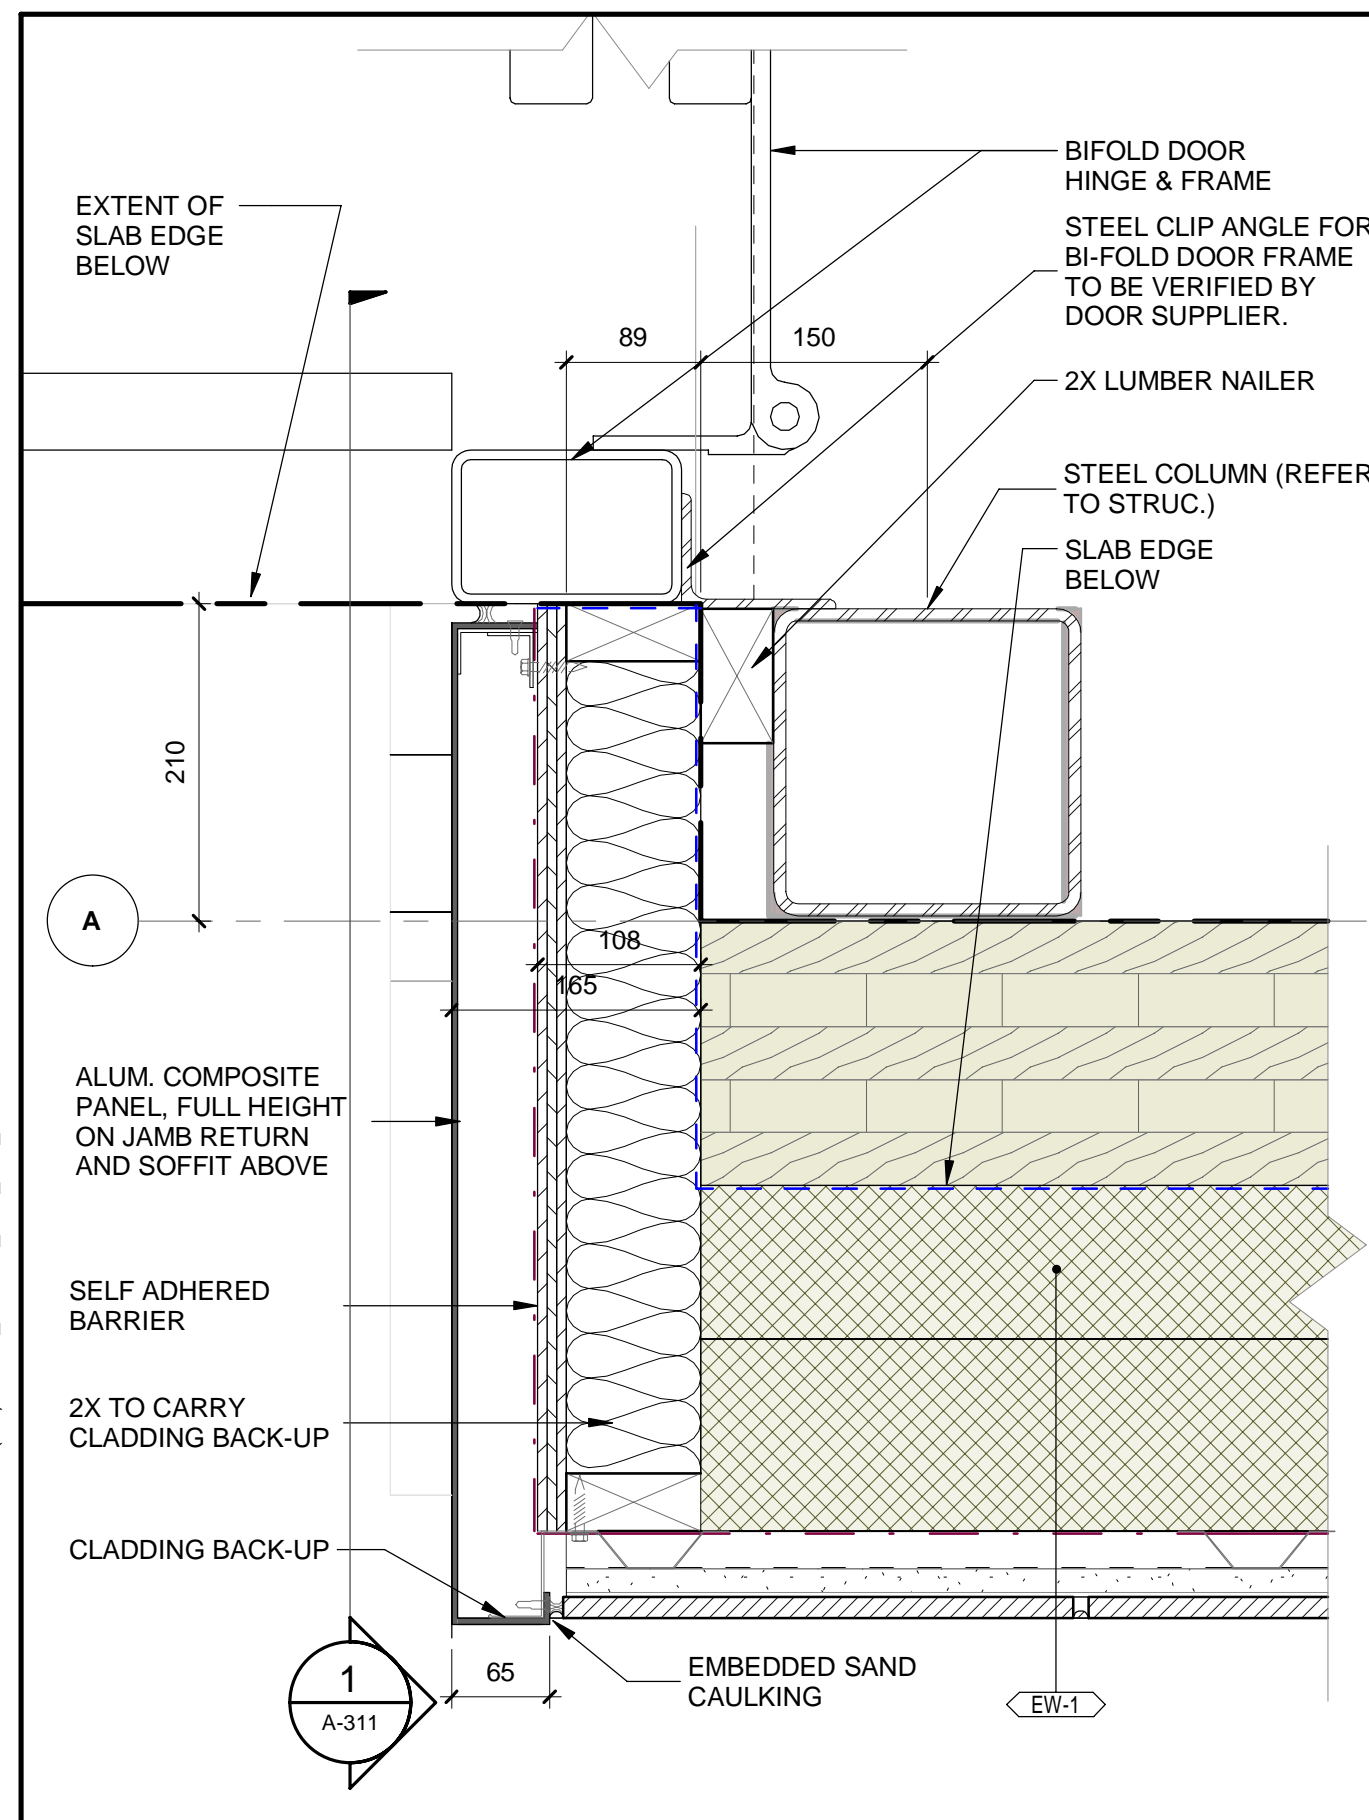 BIFOLD DOOR
HINGE & FRAME
EXTENT OF
SLAB EDGE
BELOW
STEEL CLIP ANGLE FOR
BI-FOLD DOOR FRAME
TO BE VERIFIED BY
DOOR SUPPLIER.
89
150
2X LUMBER NAILER
STEEL COLUMN (REFER
TO STRUC.)
SLAB EDGE
BELOW
210
A
108
165
ALUM. COMPOSITE
PANEL, FULL HEIGHT
ON JAMB RETURN
AND SOFFIT ABOVE
SELF ADHERED
BARRIER
2X TO CARRY
CLADDING BACK-UP
CLADDING BACK-UP
65
EMBEDDED SAND
CAULKING
1
A-311
EW-1